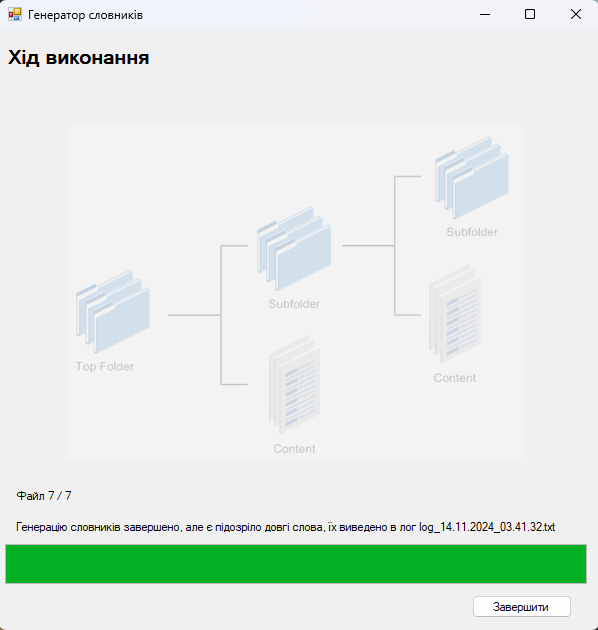 Генератор словників
Хід виконання
Subfolder
Subfolder
Top Folder
Content
Content
Файл 7 / 7
Генерацію словників завершено, але є підозріло довгі слова, їх виведено в лог log_14.11.2024_03.41.32.txt
Завершити